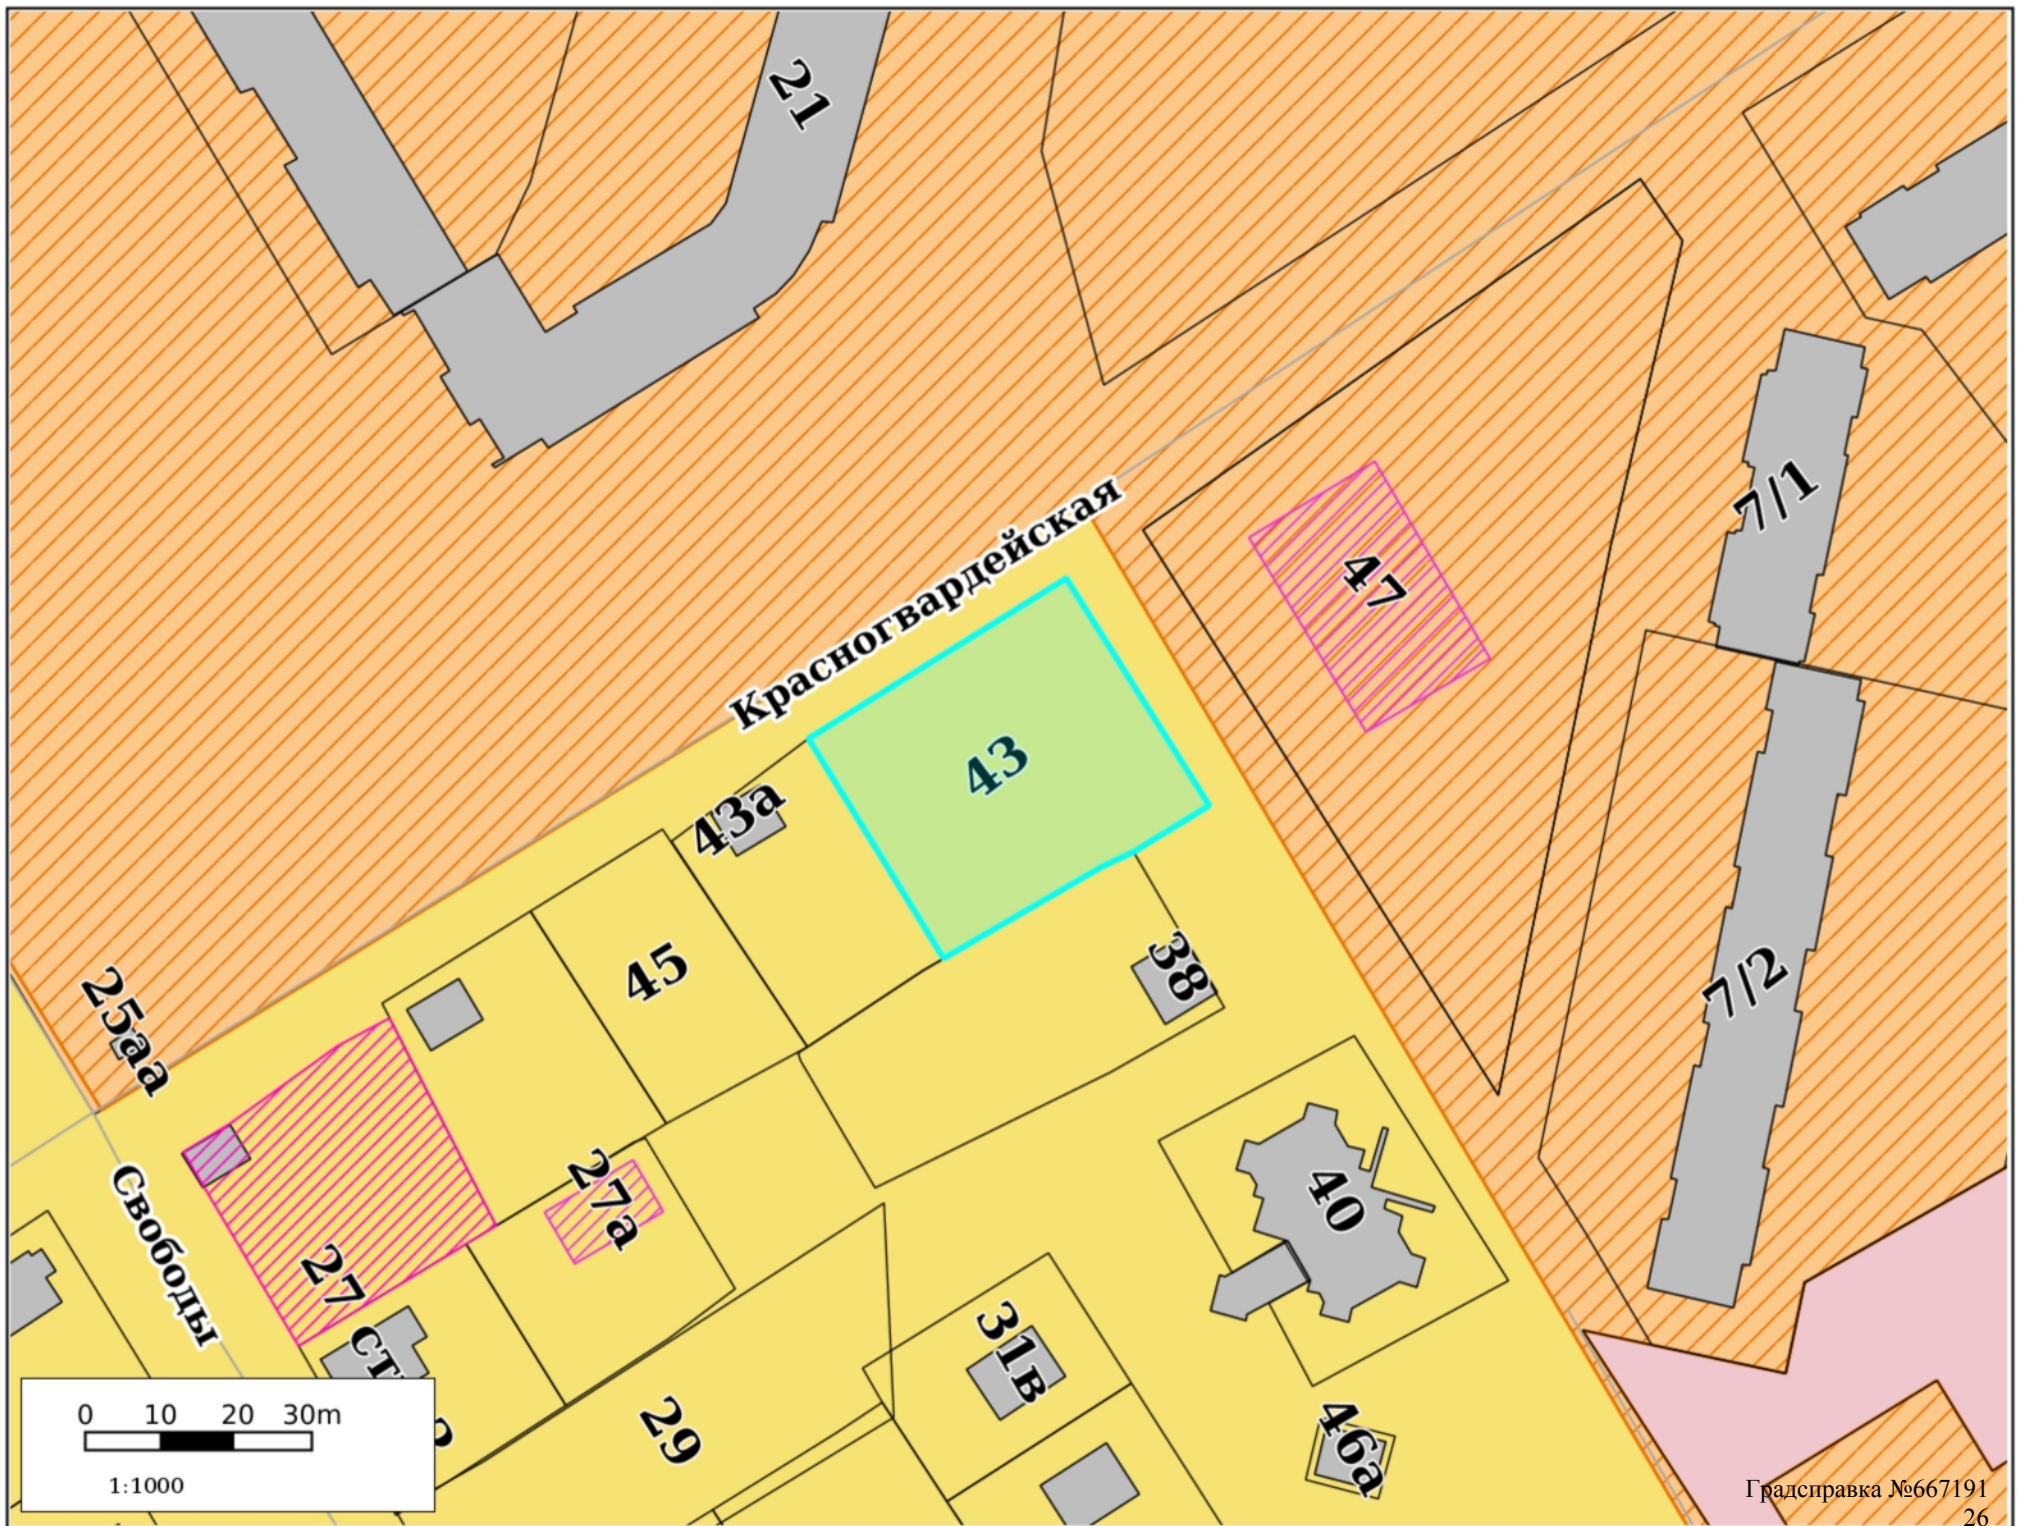 21
7/1
Красногвардейская
47
43
43а
38
45
7/2
25аа
27а
40
Свободы
27
31в
29
46а
0 10 20 30m
1:1000
Градсправка №667191
26